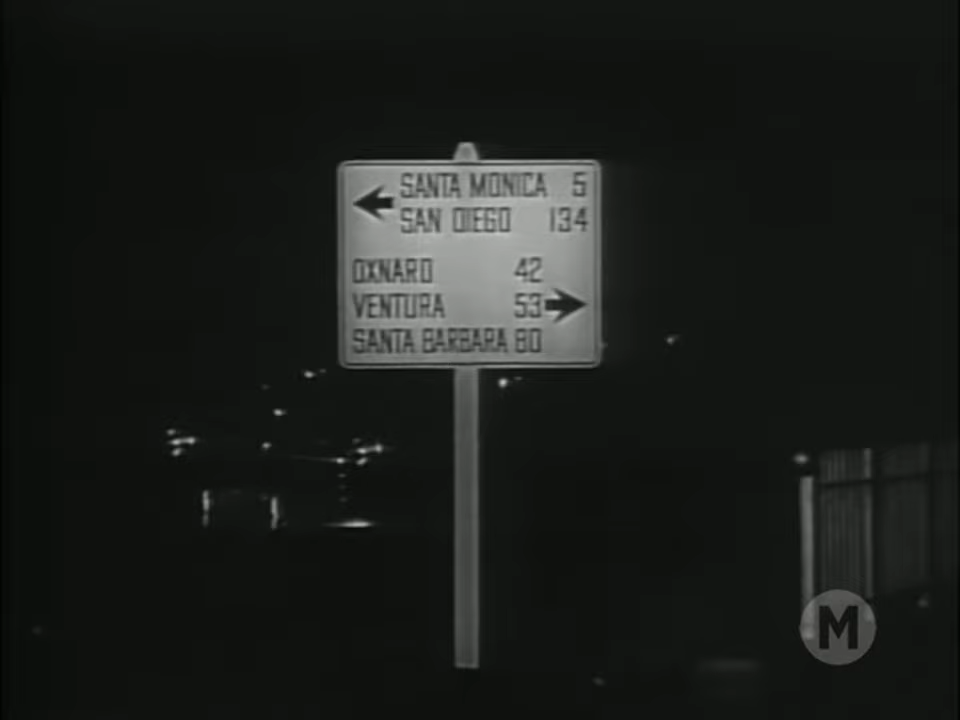 SANTA MONICA 5
SAN DIEGO 134
OXNARD 42
VENTURA 53
SANTA BARBARA 80
M